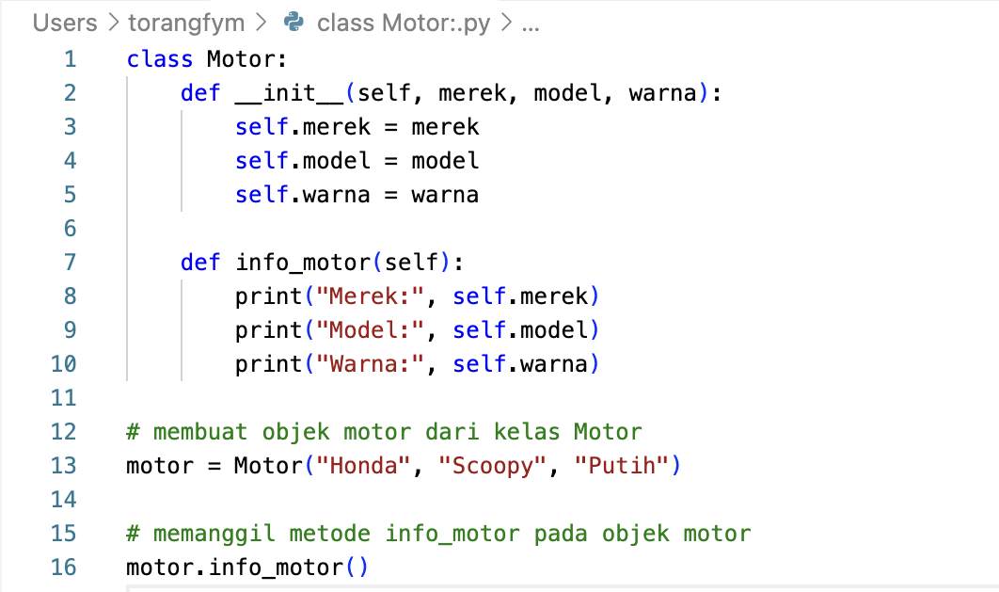 Users > torangfym > class Motor:.py > ...
1 class Motor:
2     def __init__(self, merek, model, warna):
3         self.merek = merek
4         self.model = model
5         self.warna = warna
6
7     def info_motor(self):
8         print("Merek:", self.merek)
9         print("Model:", self.model)
10         print("Warna:", self.warna)
11
12 # membuat objek motor dari kelas Motor
13 motor = Motor("Honda", "Scoopy", "Putih")
14
15 # memanggil metode info_motor pada objek motor
16 motor.info_motor()